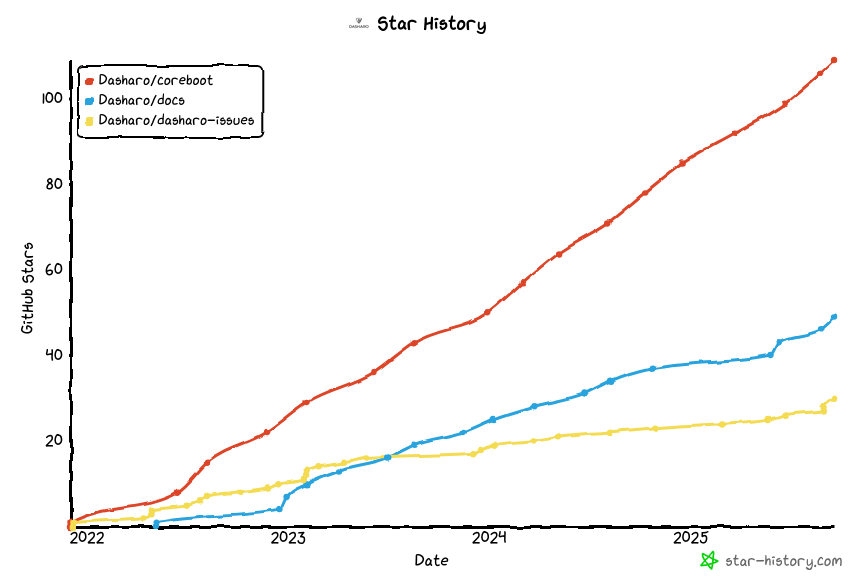 DASHARO Star History
Dasharo/coreboot
Dasharo/docs
Dasharo/dasharo-issues
100
80
60
40
20
GitHub Stars
2022 2023 2024 2025
Date
star-history.com